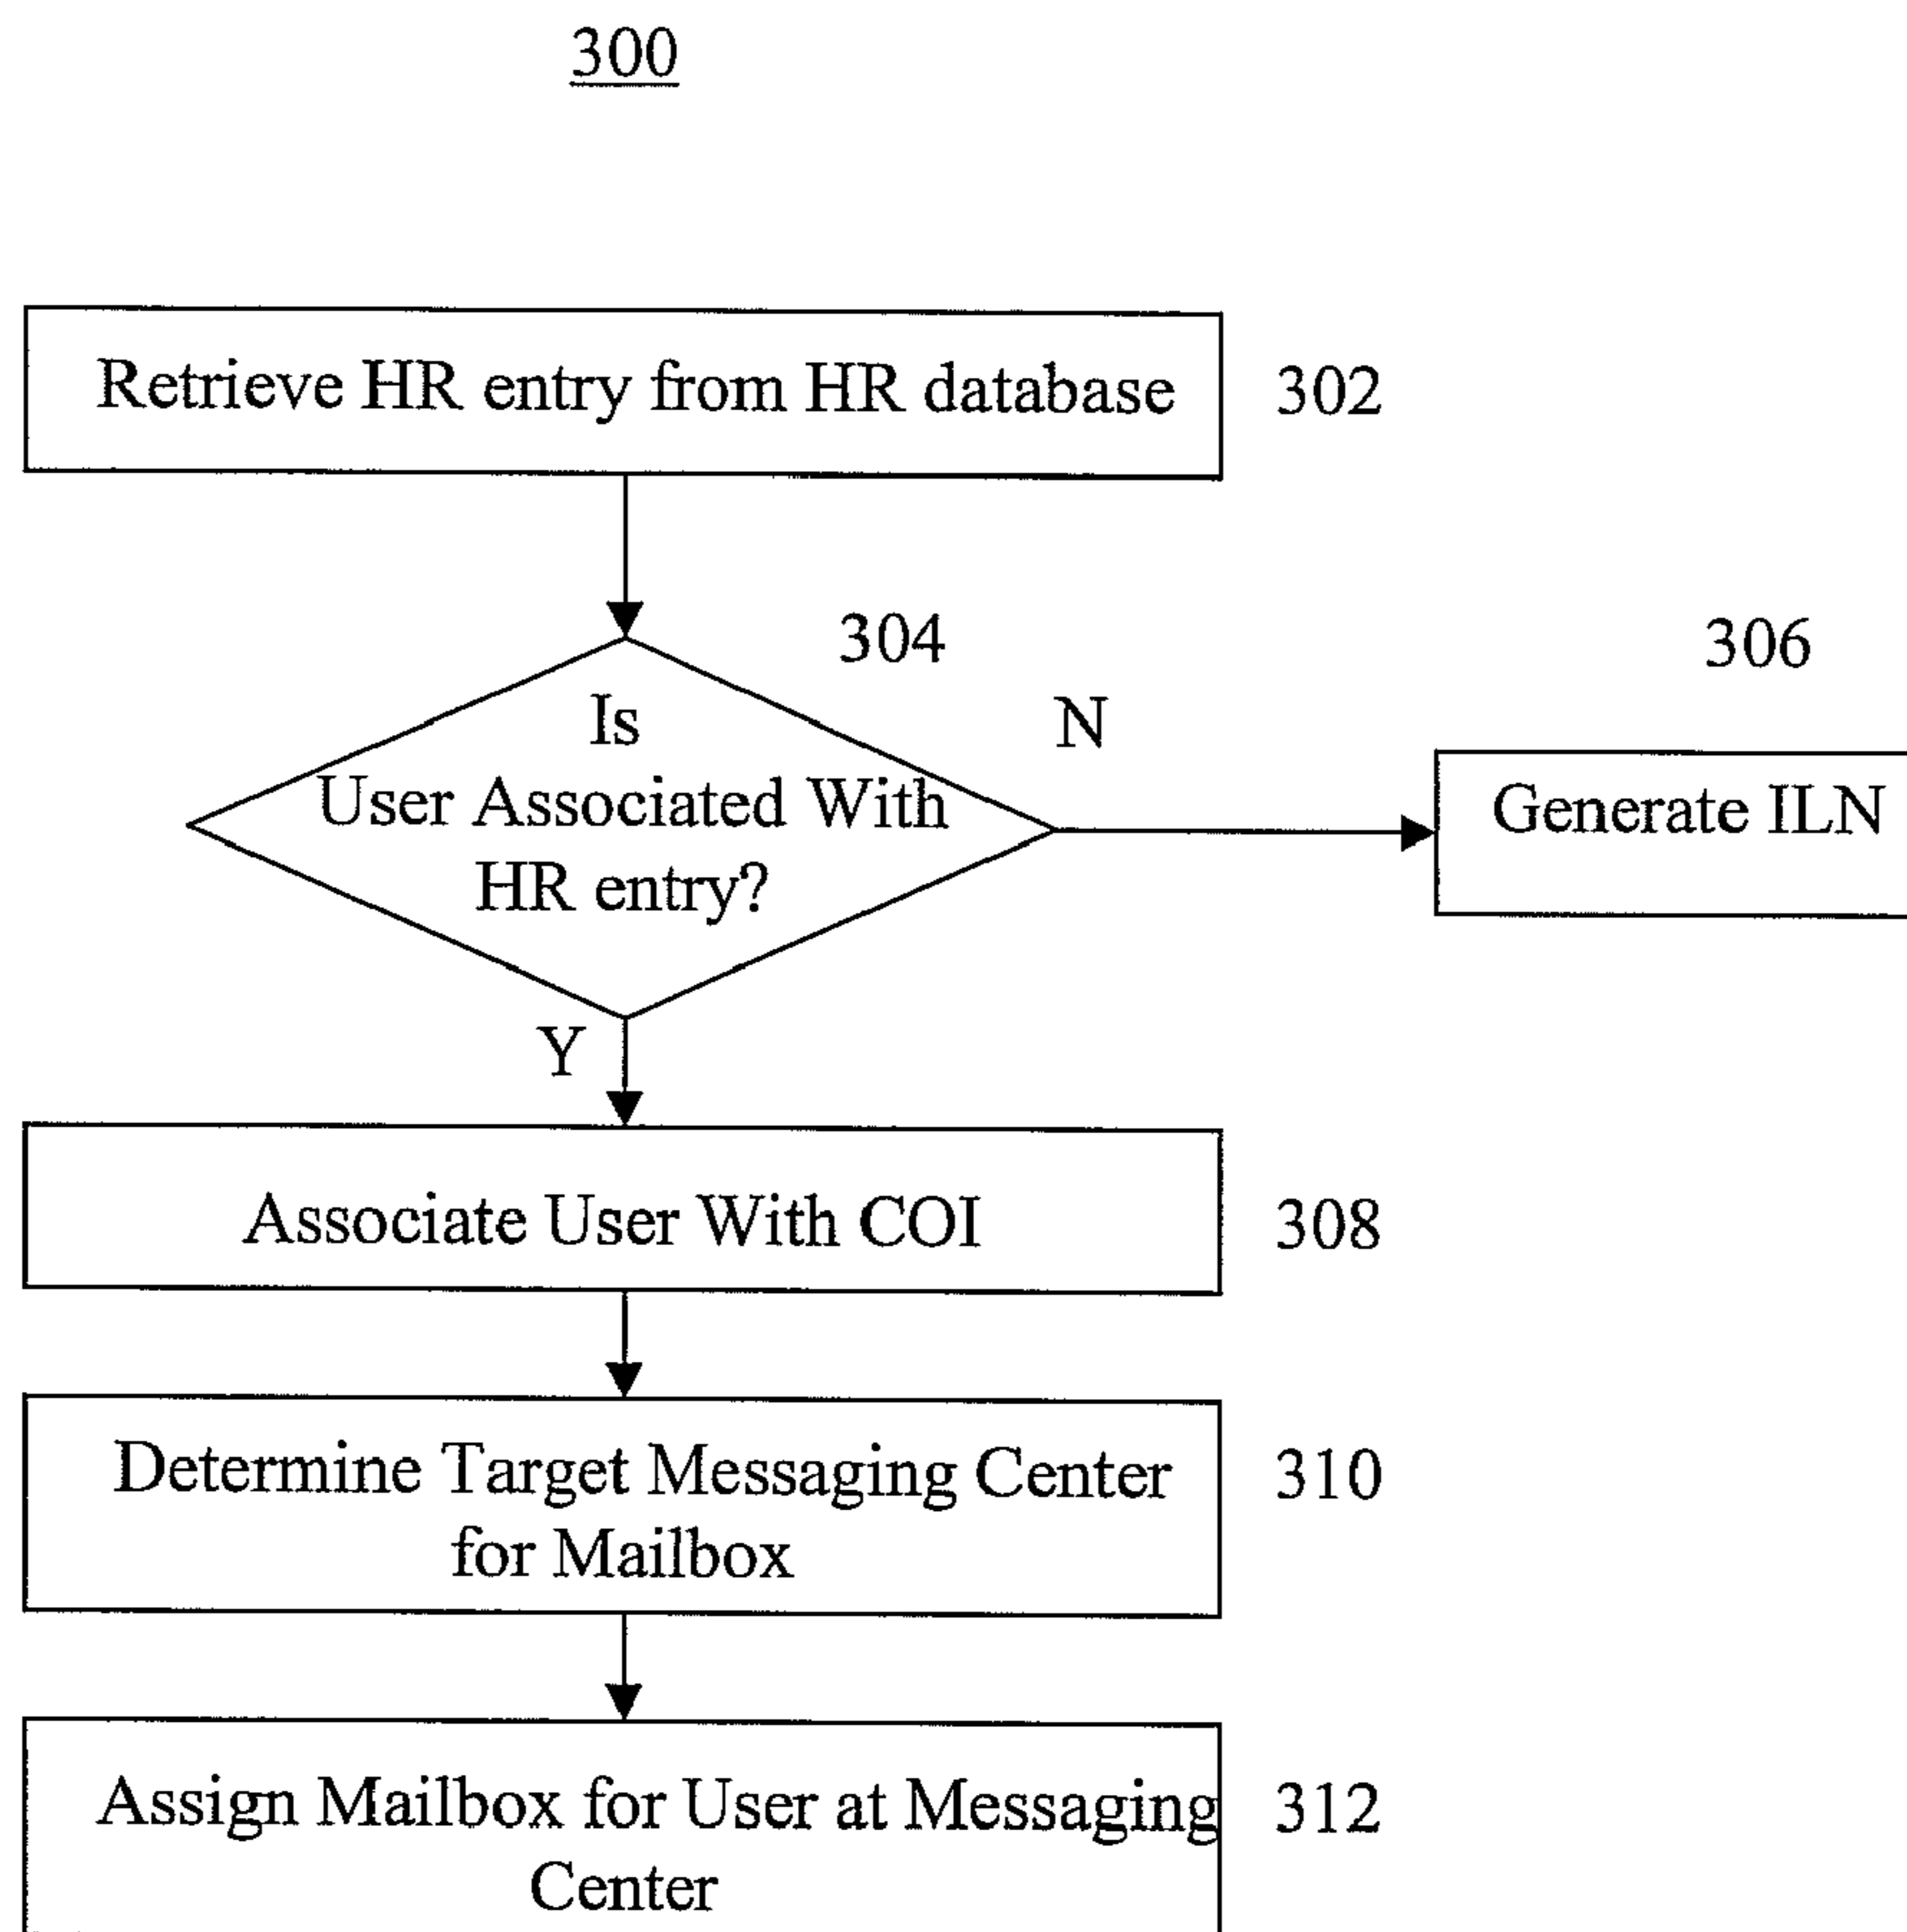 300
Retrieve HR entry from HR database
302
304
306
Is
N
User Associated With
Generate ILN
HR entry?
Y
Associate User With COI
308
Determine Target Messaging Center
310
for Mailbox
Assign Mailbox for User at Messaging
312
Center